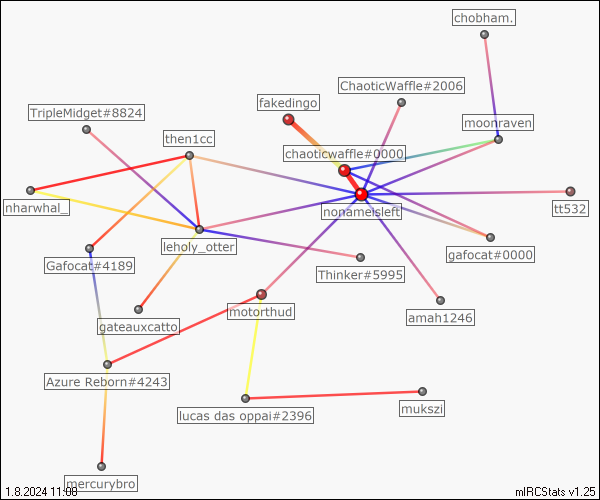 chobham.
ChaoticWaffle#2006
fakedingo
TripleMidget#8824
moonraven
then1cc
chaoticwaffle#0000
nharwhal_
nonameisleft
tt532
leholy_otter
gafocat#0000
Gafocat#4189
Thinker#5995
motorthud
amah1246
gateauxcatto
Azure Reborn#4243
mukszi
lucas das oppai#2396
mercurybro
1.8.2024 11:00
mIRCStats v1.25